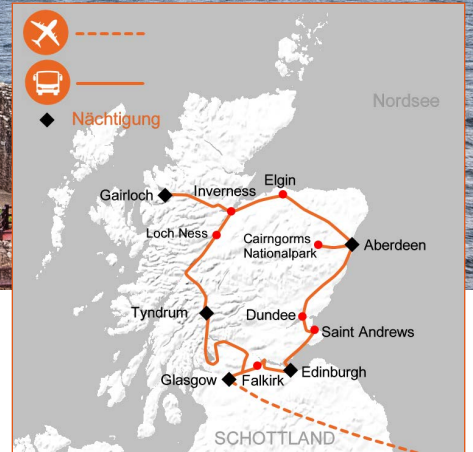 Nordsee
Nächtigung
Elgin
Gairloch
Inverness
Loch Ness
Cairngorms
Nationalpark
Aberdeen
Tyndrum
Dundee
Saint Andrews
Glasgow
Falkirk
Edinburgh
SCHOTTLAND